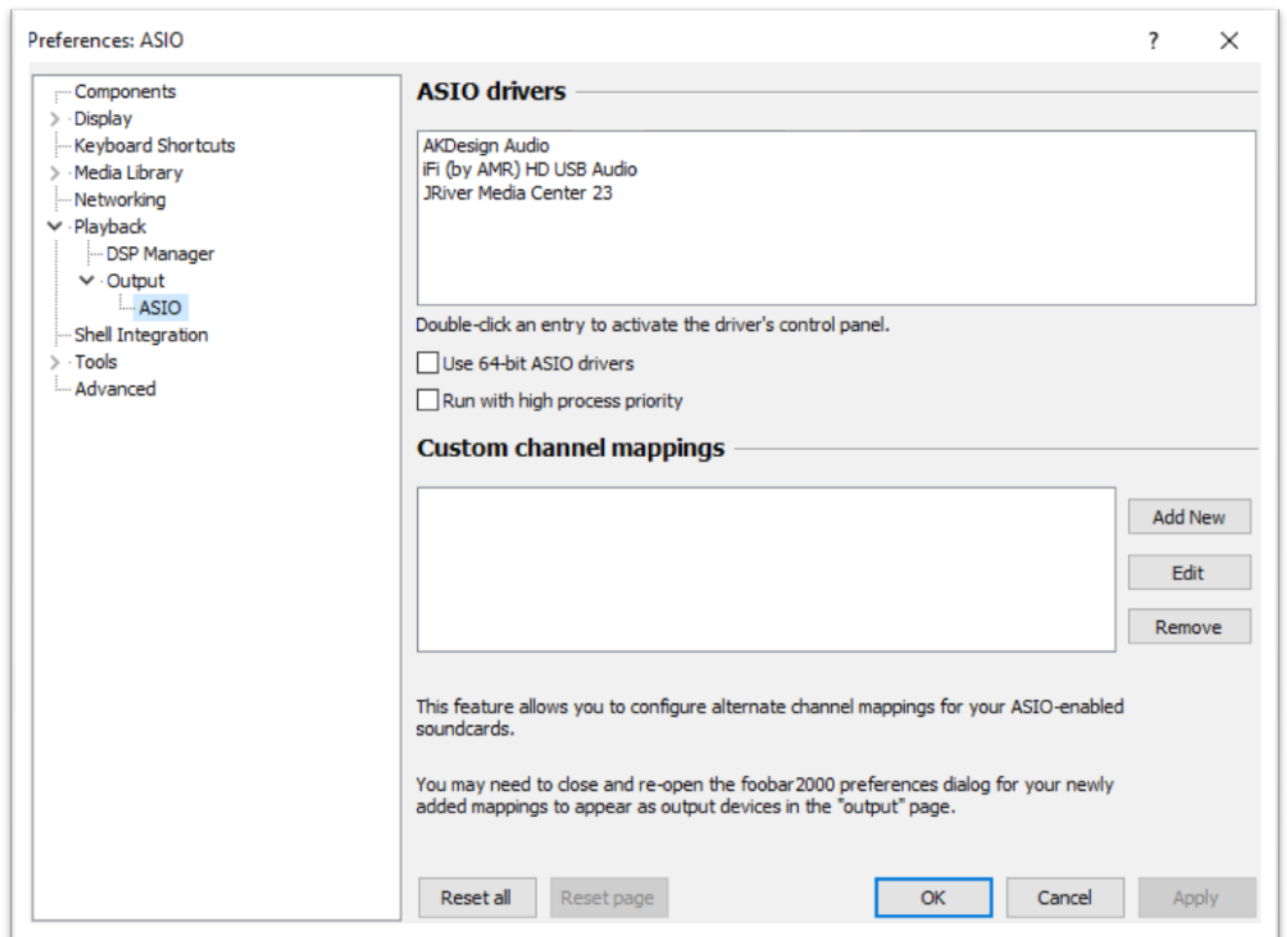 Preferences: ASIO
?
Components
Display
Keyboard Shortcuts
Media Library
Networking
Playback
DSP Manager
Output
ASIO
Shell Integration
Tools
Advanced
ASIO drivers
AKDesign Audio
iFi (by AMR) HD USB Audio
JRiver Media Center 23
Double-click an entry to activate the driver's control panel.
Use 64-bit ASIO drivers
Run with high process priority
Custom channel mappings
Add New
Edit
Remove
This feature allows you to configure alternate channel mappings for your ASIO-enabled
soundcards.
You may need to close and re-open the foobar2000 preferences dialog for your newly
added mappings to appear as output devices in the "output" page.
Reset all
Reset page
OK
Cancel
Apply